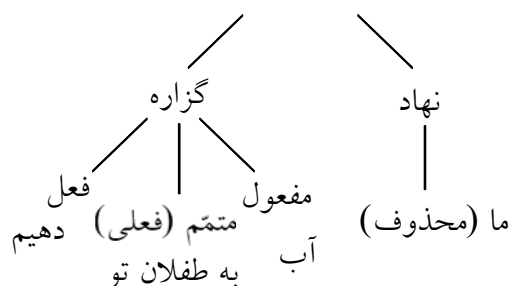 نهاد
گزاره
ما (محذوف)
مفعول
آب
متمّم (فعلی)
به طفلان تو
فعل
دهیم